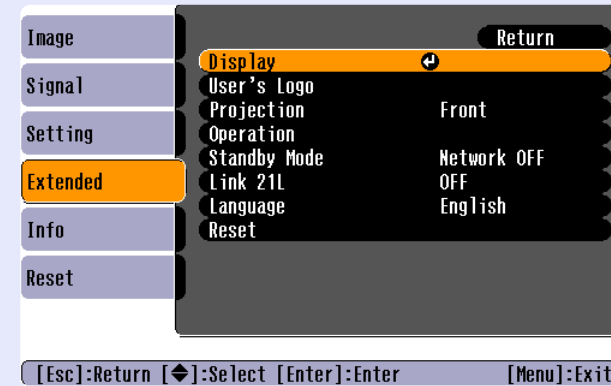 Image
Signal
Setting
Extended
Info
Reset
Return
Display
User's Logo
Projection Front
Operation
Standby Mode Network OFF
Link 21L OFF
Language English
Reset
[Esc]:Return [◆]:Select [Enter]:Enter [Menu]:Exit